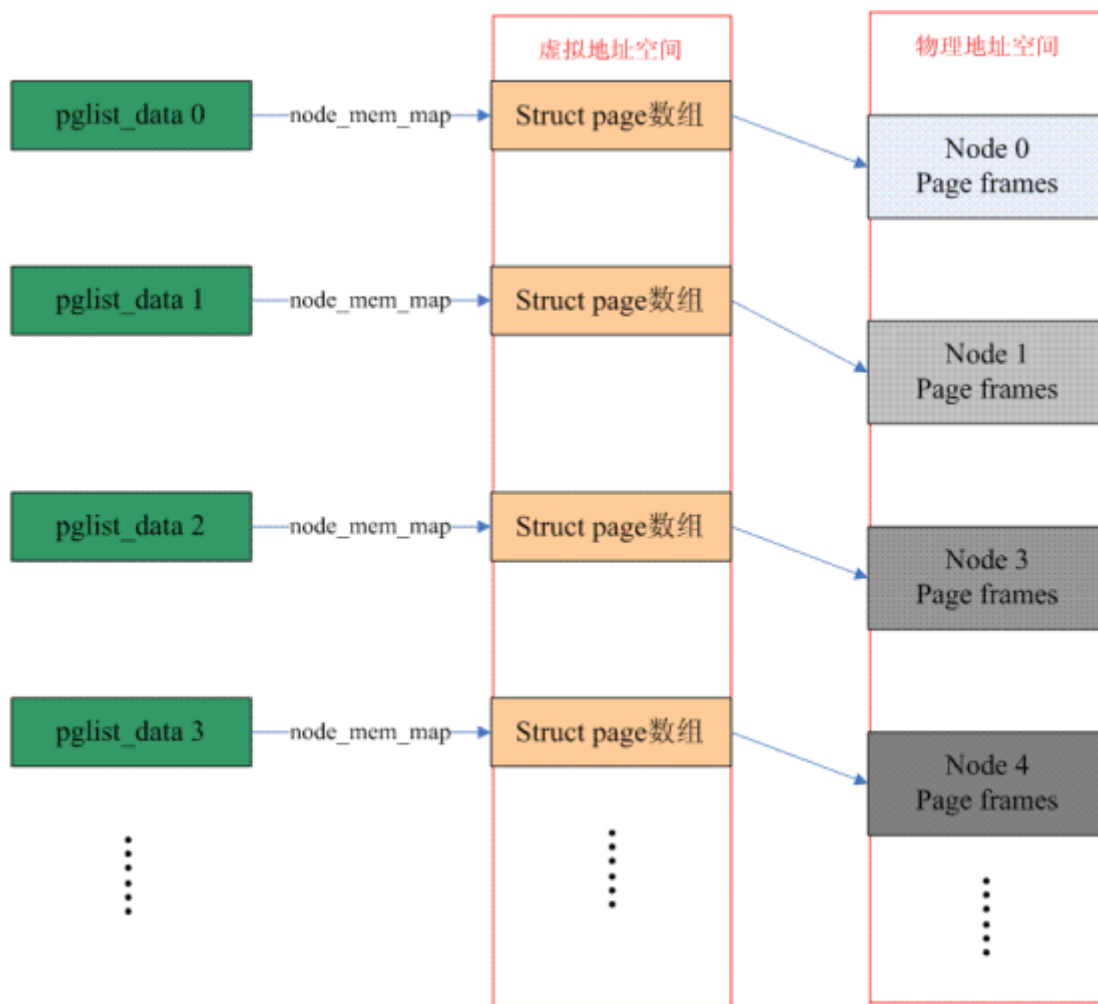 虚拟地址空间
物理地址空间
pglist_data 0
node_mem_map
Struct page数组
Node 0
Page frames
pglist_data 1
node_mem_map
Struct page数组
Node 1
Page frames
pglist_data 2
node_mem_map
Struct page数组
Node 3
Page frames
pglist_data 3
node_mem_map
Struct page数组
Node 4
Page frames